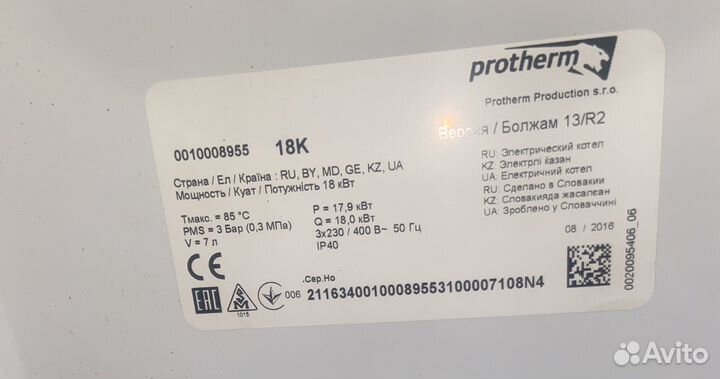 protherm
Protherm Production s.r.o.
0010008955 18K
Версия / Болжам 13/R2
Страна / Ел / Країна : RU, BY, MD, GE, KZ, UA
Мощность / Куат / Потужність 18 кВт
RU: Электрический котел
KZ: Электрлі казан
UA: Електричний котел
RU: Сделано в Словакии
KZ: Словакияда жасалған
UA: Зроблено у Словаччині
Tмакс. = 85 °C
PMS = 3 Бар (0,3 МПа)
V = 7 л
P = 17,9 кВт
Q = 18,0 кВт
3x230 / 400 В~ 50 Гц
IP40
08 / 2016
0020095406_06
CE
.Сер.Но
EAC
1015
006
21163400100089553100007108N4
Avito